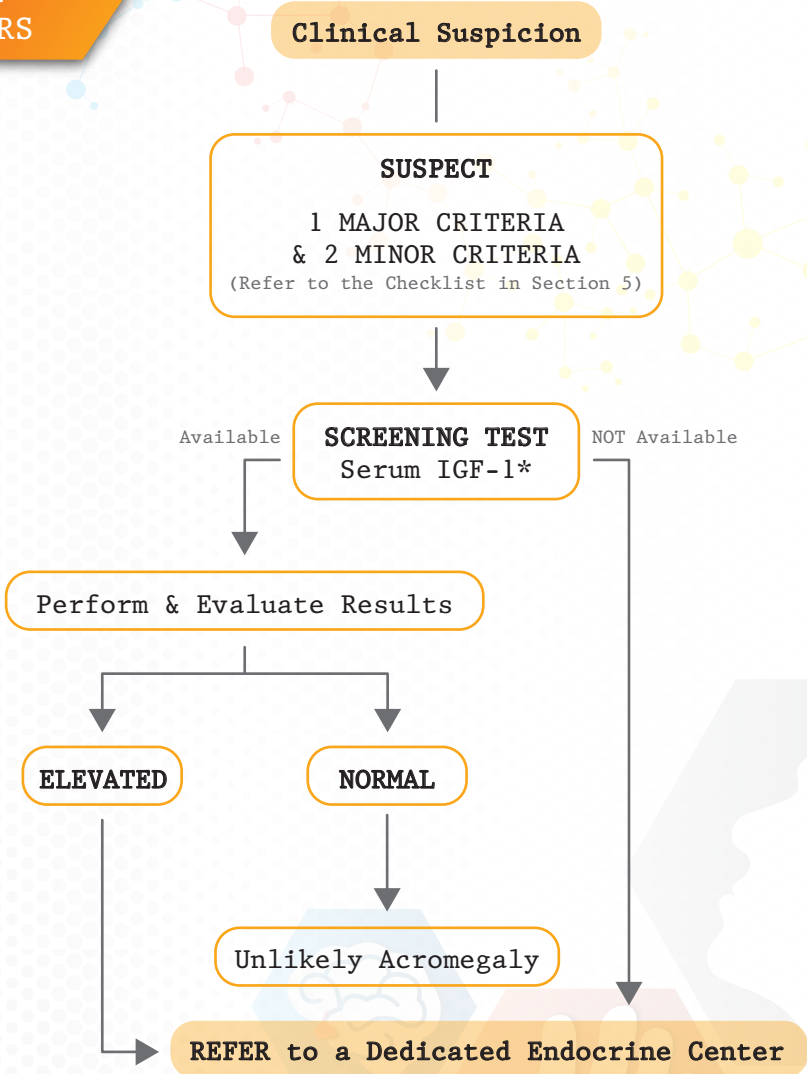 RS
Clinical Suspicion
SUSPECT
1 MAJOR CRITERIA
& 2 MINOR CRITERIA
(Refer to the Checklist in Section 5)
Available
SCREENING TEST
NOT Available
Serum IGF-1*
Perform & Evaluate Results
ELEVATED
NORMAL
Unlikely Acromegaly
REFER to a Dedicated Endocrine Center